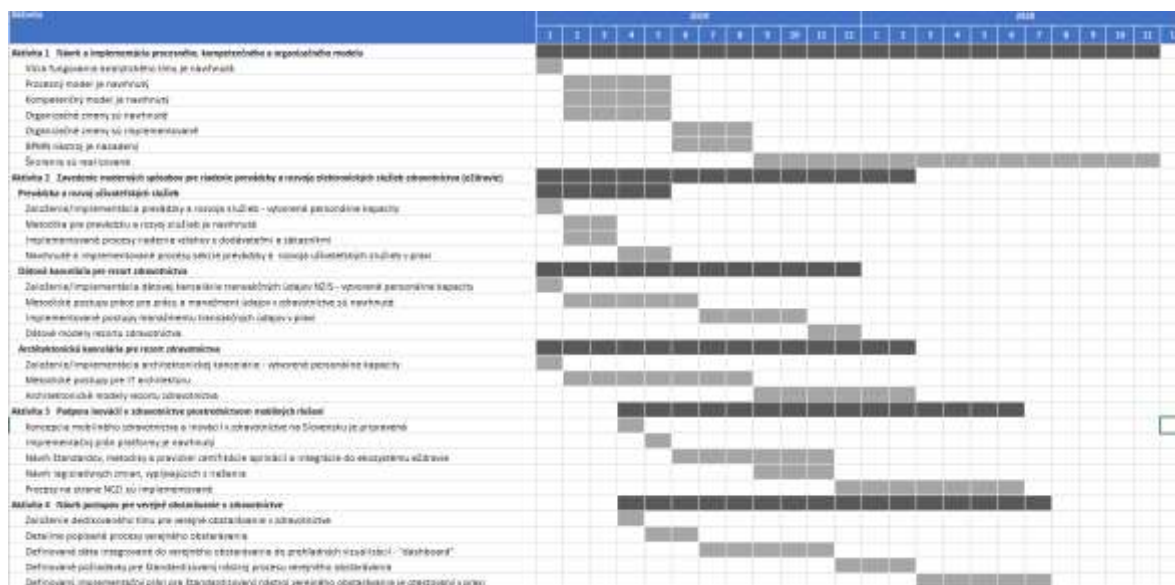 Aktivita 2019 2020
1 2 3 4 5 6 7 8 9 10 11 12 1 2 3 4 5 6 7 8 9 10 11
Aktivita 1 Návrh a implementácia procesného, kompetenčného a organizačného modelu
Vízia fungovania analytického tímu je navrhnutá
Procesný model je navrhnutý
Kompetenčný model je navrhnutý
Organizačné zmeny sú navrhnuté
Organizačné zmeny sú implementované
BPMN nástroj je nasadený
Školenia sú realizované
Aktivita 2 Zavedenie moderných spôsobov pre riadenie prevádzky a rozvoja elektronických služieb zdravotníctva (eZdravie)
Prevádzka a rozvoj užívateľských služieb
Založenie/implementácia prevádzky a rozvoja služieb - vytvorené personálne kapacity
Metodika pre prevádzku a rozvoj služieb je navrhnutá
Implementované procesy riadenia vzťahov s dodávateľmi a zákazníkmi
Navrhnuté a implementované procesy sekcie prevádzky a rozvoja užívateľských služieb v praxi
Dátová kancelária pre rezort zdravotníctva
Založenie/implementácia dátovej kancelárie transakčných údajov NZIS - vytvorené personálne kapacity
Metodické postupy práce pre prácu a manažment údajov v zdravotníctve sú navrhnuté
Implementované postupy manažmentu transakčných údajov v praxi
Dátové modely rezortu zdravotníctva
Architektonická kancelária pre rezort zdravotníctva
Založenie/implementácia architektonickej kancelárie - vytvorené personálne kapacity
Metodické postupy pre IT architektúru
Architektonické modely rezortu zdravotníctva
Aktivita 3 Podpora inovácií v zdravotníctve prostredníctvom mobilných riešení
Koncepcia mobilného zdravotníctva a inovácií v zdravotníctve na Slovensku je pripravená
Implementačný plán platformy je navrhnutý
Návrh štandardov, metodiky a pravidiel certifikácie aplikácií a integrácie do ekosystému eZdravie
Návrh legislatívnych zmien, vyplývajúcich z riešenia
Procesy na strane NCZI sú implementované
Aktivita 4 Návrh postupov pre verejné obstarávanie v zdravotníctve
Založenie dedikovaného tímu pre verejné obstarávanie v zdravotníctve
Detailne popísané procesy verejného obstarávania
Definované dáta integrované do verejného obstarávania do prehľadných vizualizácií - "dashboard"
Definované požiadavky pre štandardizovaný nástroj procesu verejného obstarávania
Definovaný implementačný plán pre štandardizovaný nástroj verejného obstarávania je otestovaný v praxi